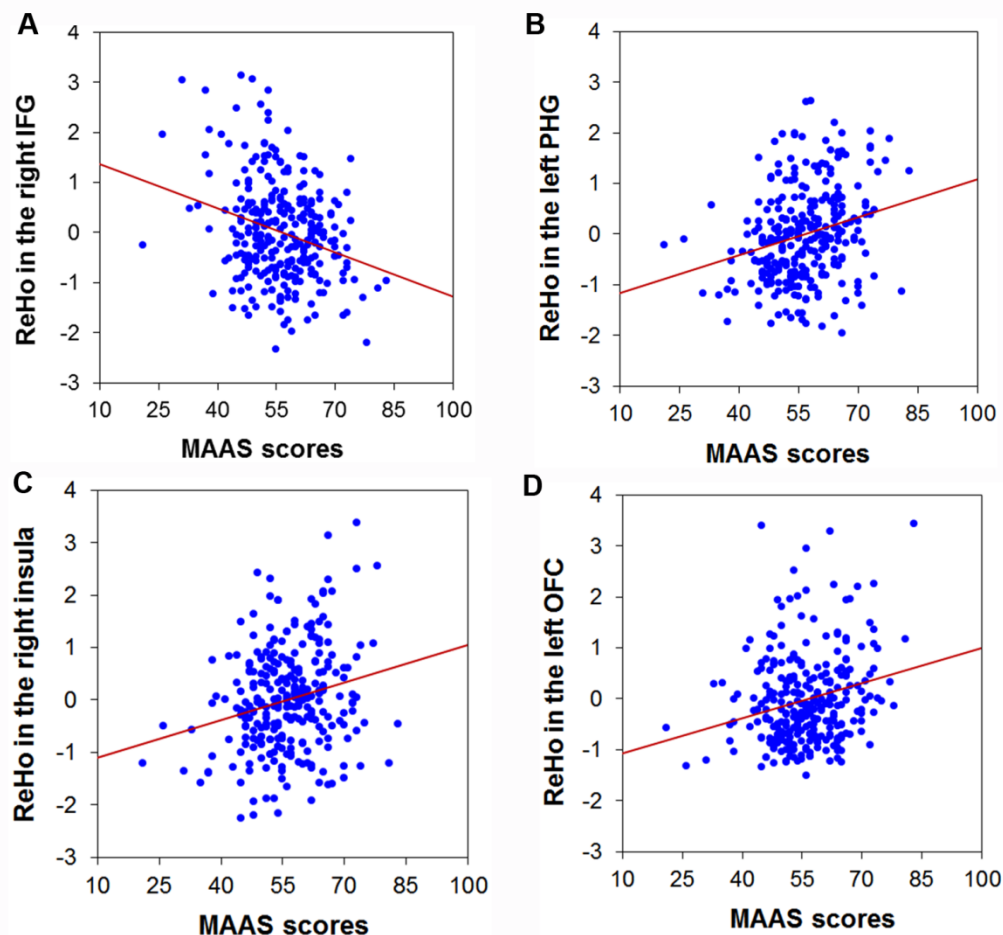 A
ReHo in the right IFG
4
3
2
1
0
-1
-2
-3
10 25 40 55 70 85 100
MAAS scores
B
ReHo in the left PHG
4
3
2
1
0
-1
-2
-3
10 25 40 55 70 85 100
MAAS scores
C
ReHo in the right insula
4
3
2
1
0
-1
-2
-3
10 25 40 55 70 85 100
MAAS scores
D
ReHo in the left OFC
4
3
2
1
0
-1
-2
-3
10 25 40 55 70 85 100
MAAS scores